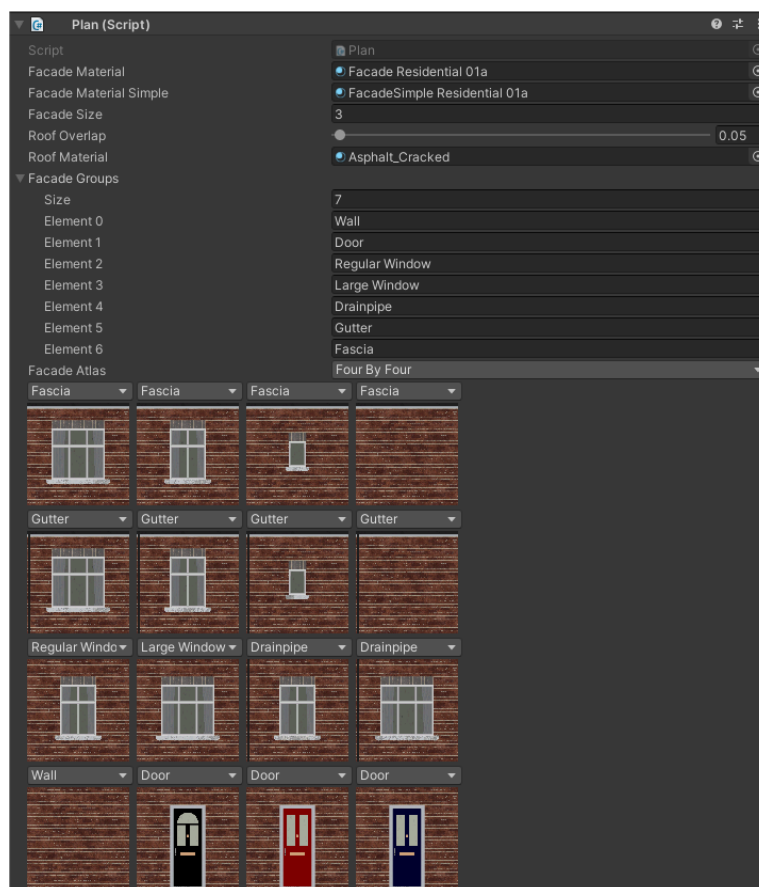 Plan (Script)
Script Plan
Facade Material Facade Residential 01a
Facade Material Simple FacadeSimple Residential 01a
Facade Size 3
Roof Overlap 0.05
Roof Material Asphalt_Cracked
Facade Groups
Size 7
Element 0 Wall
Element 1 Door
Element 2 Regular Window
Element 3 Large Window
Element 4 Drainpipe
Element 5 Gutter
Element 6 Fascia
Facade Atlas Four By Four
Fascia Fascia Fascia Fascia
Gutter Gutter Gutter Gutter
Regular Windo Large Window Drainpipe Drainpipe
Wall Door Door Door